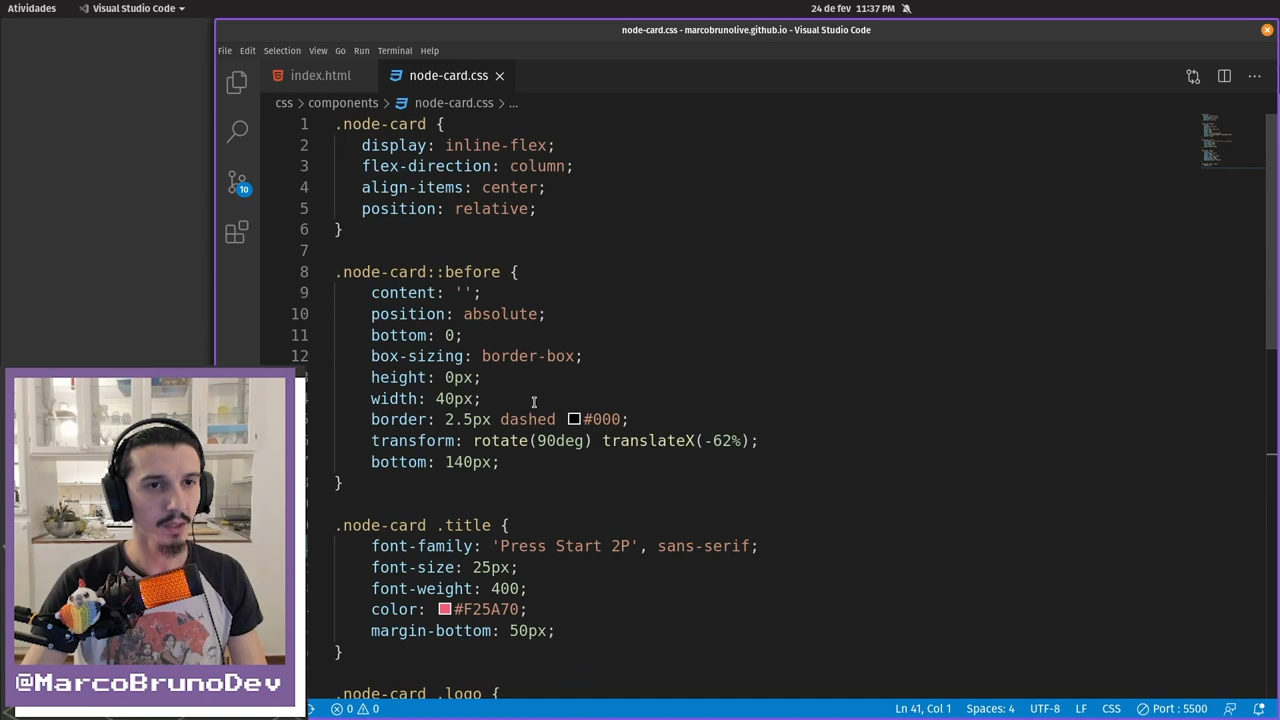 Atividades
Visual Studio Code
24 de fev 11:37 PM
node-card.css - marcobrunolive.github.io - Visual Studio Code
File Edit Selection View Go Run Terminal Help
index.html
node-card.css
css > components > node-card.css > ...
10
1 .node-card {
2 display: inline-flex;
3 flex-direction: column;
4 align-items: center;
5 position: relative;
6 }
7
8 .node-card::before {
9 content: '';
10 position: absolute;
11 bottom: 0;
12 box-sizing: border-box;
height: 0px;
width: 40px;
border: 2.5px dashed #000;
transform: rotate(90deg) translateX(-62%);
bottom: 140px;
}
.node-card .title {
font-family: 'Press Start 2P', sans-serif;
font-size: 25px;
font-weight: 400;
color: #F25A70;
margin-bottom: 50px;
}
.node-card .logo {
@MarcoBrunoDev
0 0
Ln 41, Col 1 Spaces: 4 UTF-8 LF CSS Port : 5500